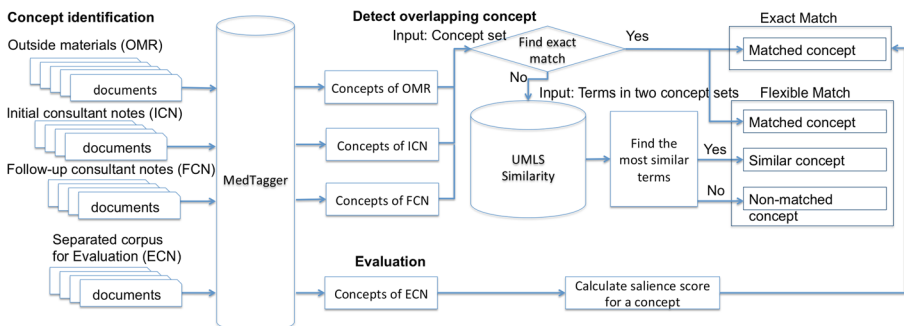 Concept identification
Outside materials (OMR)
documents
Initial consultant notes (ICN)
documents
Follow-up consultant notes (FCN)
documents
Separated corpus
for Evaluation (ECN)
documents
MedTagger
Concepts of OMR
Concepts of ICN
Concepts of FCN
Concepts of ECN
Detect overlapping concept
Input: Concept set
Find exact
match
Yes
No
Input: Terms in two concept sets
UMLS
Similarity
Find the
most similar
terms
Yes
No
Exact Match
Matched concept
Flexible Match
Matched concept
Similar concept
Non-matched
concept
Evaluation
Calculate salience score
for a concept